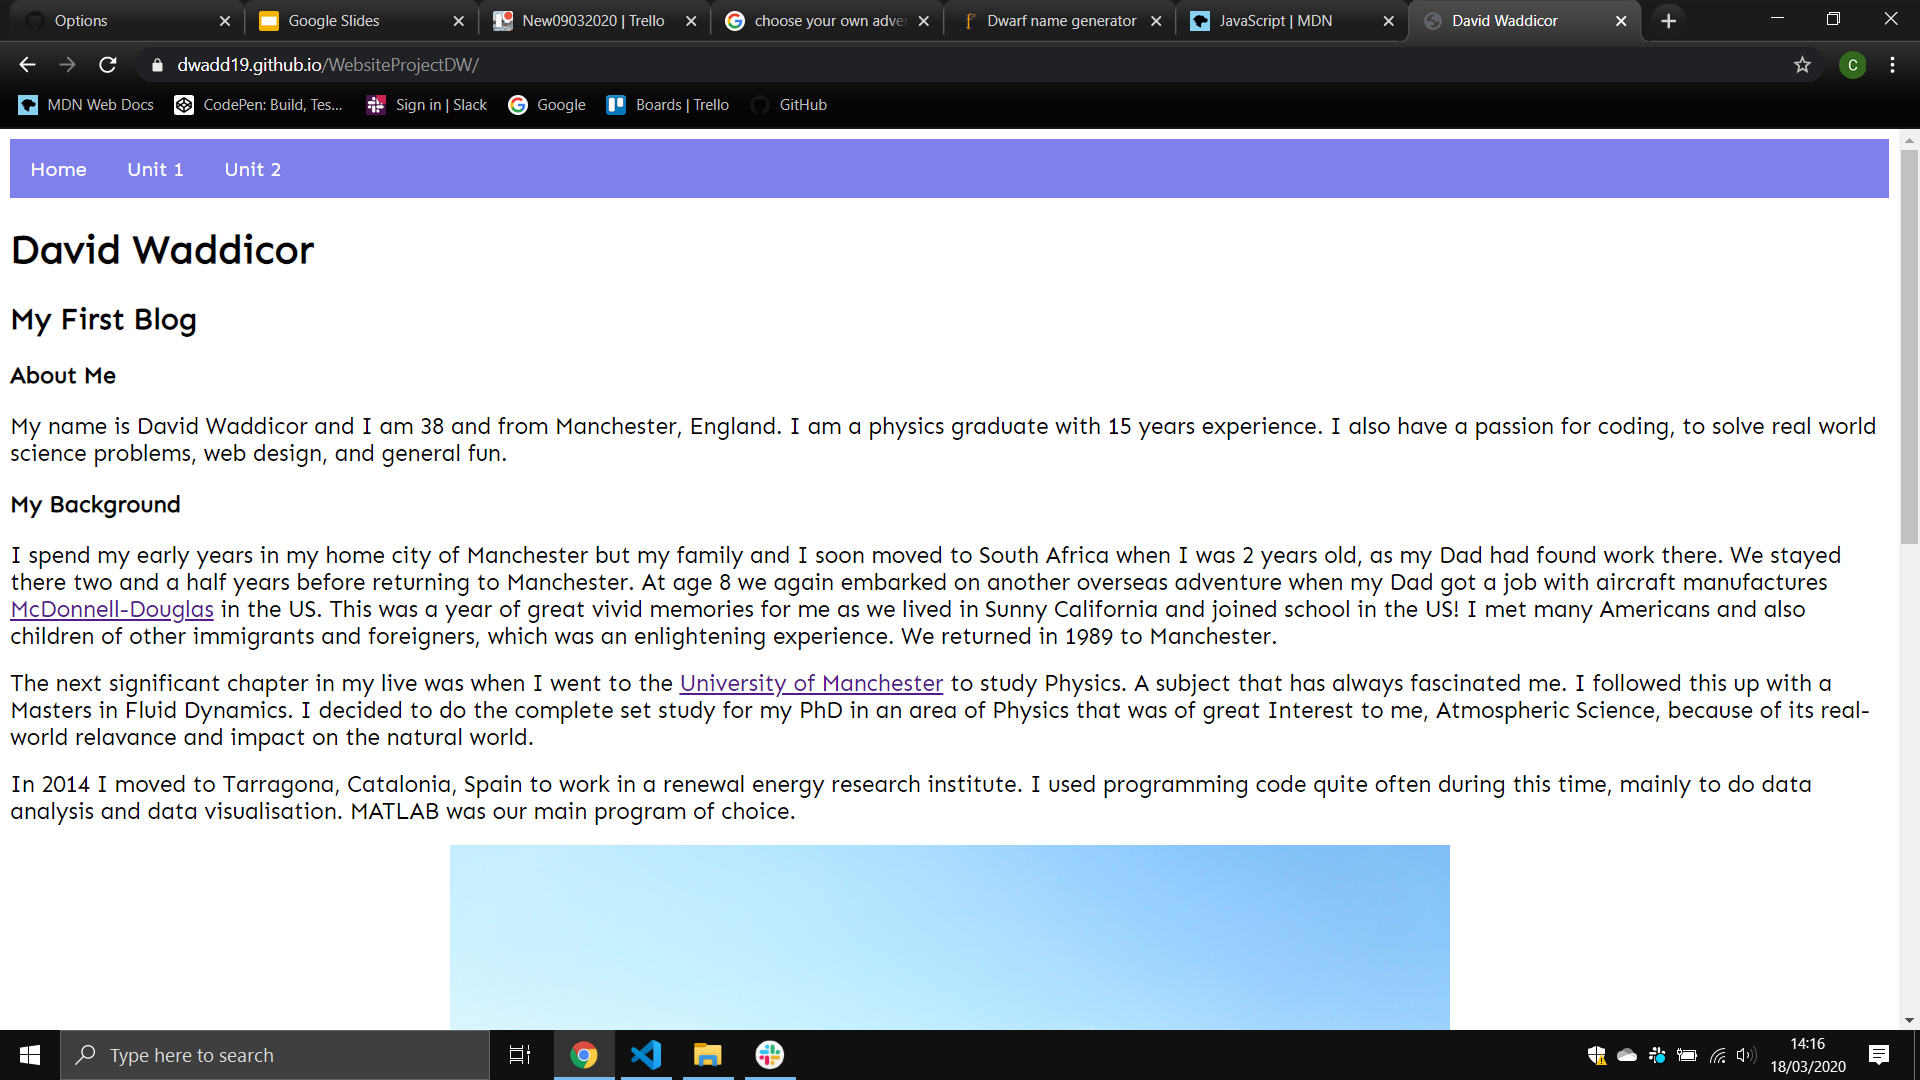 Options
Google Slides
New09032020 | Trello
choose your own adver
Dwarf name generator
JavaScript | MDN
David Waddicor
dwadd19.github.io/WebsiteProjectDW/
C
MDN Web Docs
CodePen: Build, Tes...
Sign in | Slack
Google
Boards | Trello
GitHub
Home
Unit 1
Unit 2
David Waddicor
My First Blog
About Me
My name is David Waddicor and I am 38 and from Manchester, England. I am a physics graduate with 15 years experience. I also have a passion for coding, to solve real world
science problems, web design, and general fun.
My Background
I spend my early years in my home city of Manchester but my family and I soon moved to South Africa when I was 2 years old, as my Dad had found work there. We stayed
there two and a half years before returning to Manchester. At age 8 we again embarked on another overseas adventure when my Dad got a job with aircraft manufactures
McDonnell-Douglas in the US. This was a year of great vivid memories for me as we lived in Sunny California and joined school in the US! I met many Americans and also
children of other immigrants and foreigners, which was an enlightening experience. We returned in 1989 to Manchester.
The next significant chapter in my live was when I went to the University of Manchester to study Physics. A subject that has always fascinated me. I followed this up with a
Masters in Fluid Dynamics. I decided to do the complete set study for my PhD in an area of Physics that was of great Interest to me, Atmospheric Science, because of its real-
world relavance and impact on the natural world.
In 2014 I moved to Tarragona, Catalonia, Spain to work in a renewal energy research institute. I used programming code quite often during this time, mainly to do data
analysis and data visualisation. MATLAB was our main program of choice.
Type here to search
14:16
18/03/2020